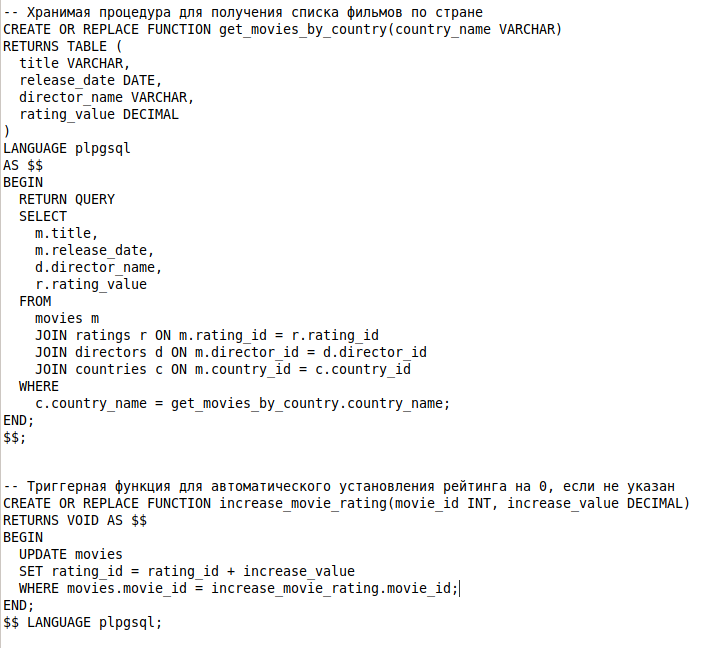 -- Хранимая процедура для получения списка фильмов по стране
CREATE OR REPLACE FUNCTION get_movies_by_country(country_name VARCHAR)
RETURNS TABLE (
  title VARCHAR,
  release_date DATE,
  director_name VARCHAR,
  rating_value DECIMAL
)
LANGUAGE plpgsql
AS $$
BEGIN
  RETURN QUERY
  SELECT
    m.title,
    m.release_date,
    d.director_name,
    r.rating_value
  FROM
    movies m
    JOIN ratings r ON m.rating_id = r.rating_id
    JOIN directors d ON m.director_id = d.director_id
    JOIN countries c ON m.country_id = c.country_id
  WHERE
    c.country_name = get_movies_by_country.country_name;
END;
$$;
-- Триггерная функция для автоматического установления рейтинга на 0, если не указан
CREATE OR REPLACE FUNCTION increase_movie_rating(movie_id INT, increase_value DECIMAL)
RETURNS VOID AS $$
BEGIN
  UPDATE movies
  SET rating_id = rating_id + increase_value
  WHERE movies.movie_id = increase_movie_rating.movie_id;
END;
$$ LANGUAGE plpgsql;